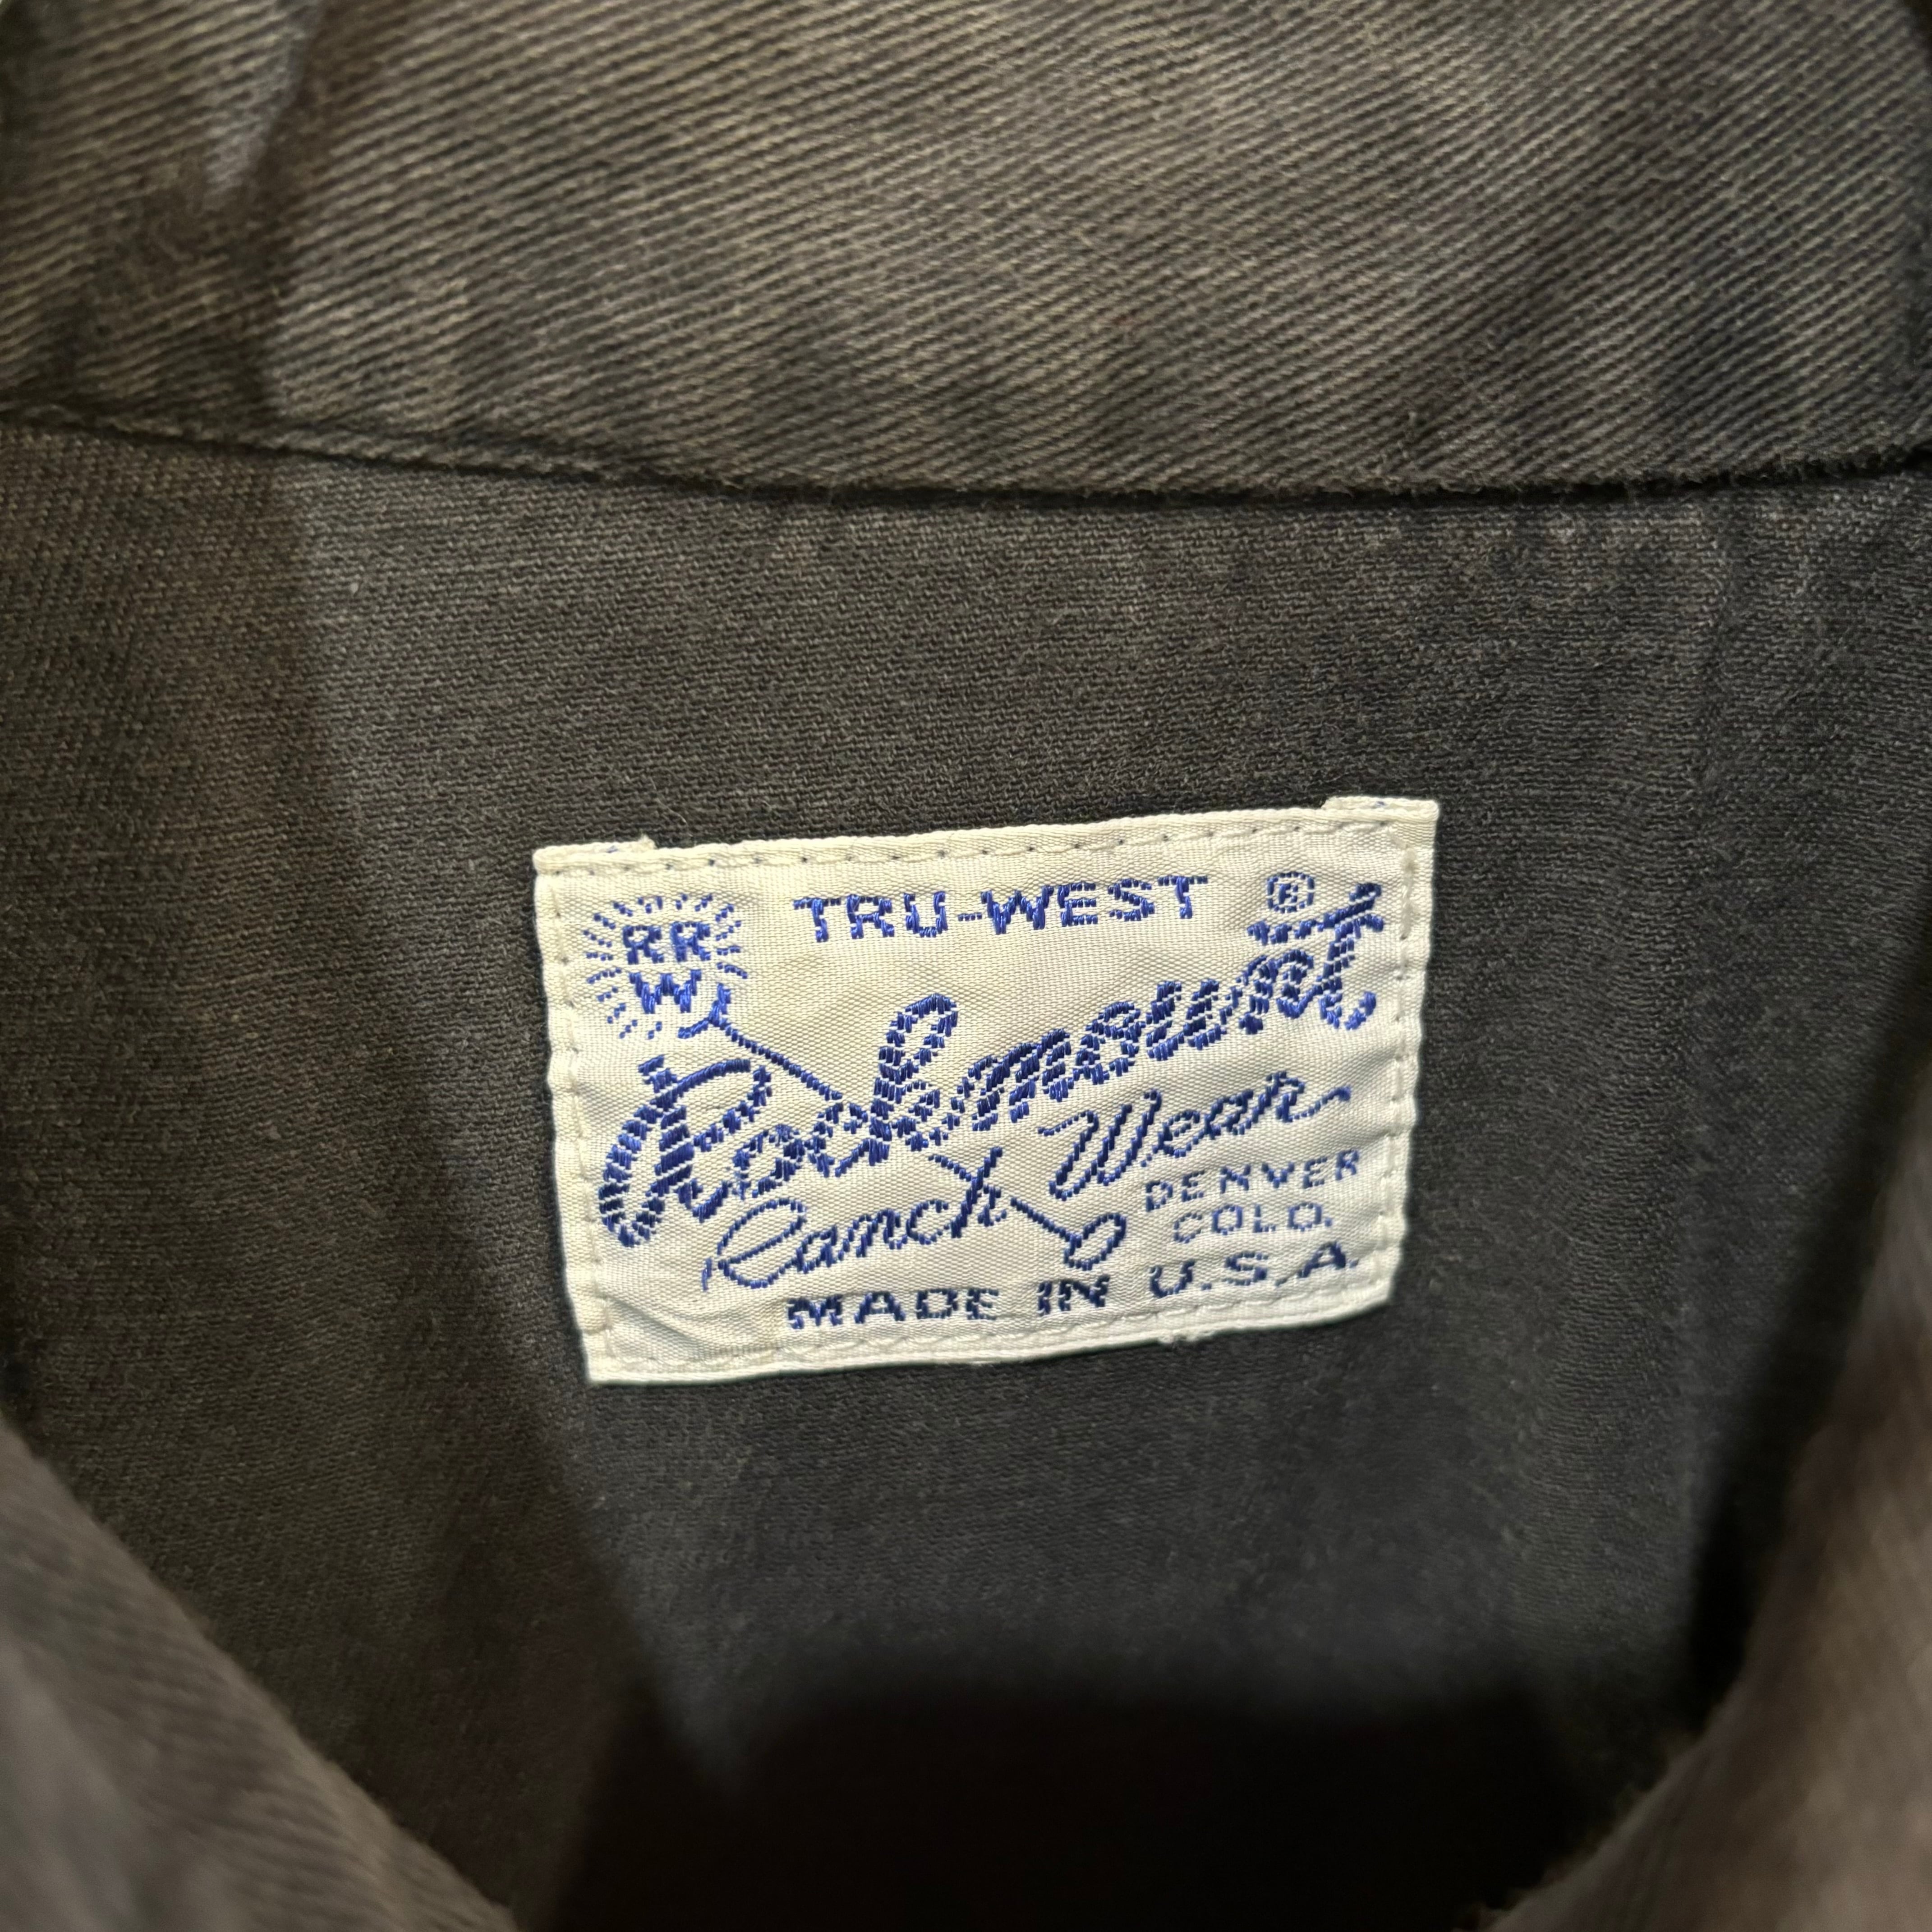 TRU-WEST ®
RR
W
Rockmount
Ranch Wear
DENVER
COLO.
MADE IN U.S.A.